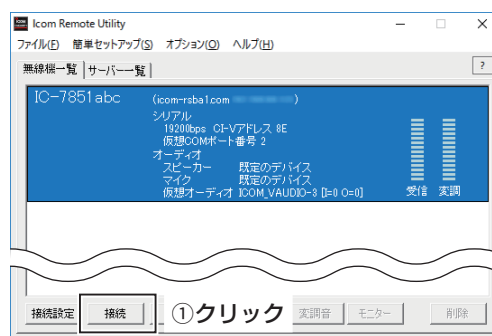 Icom Remote Utility
ファイル(F) 簡単セットアップ(S) オプション(O) ヘルプ(H)
無線機一覧 サーバー一覧 ?
IC-7851abc (icom-rsba1.com )
シリアル
19200bps CI-Vアドレス 8E
仮想COMポート番号 2
オーディオ
スピーカー 既定のデバイス
マイク 既定のデバイス
仮想オーディオ ICOM_VAUDIO-3 [I=0 O=0]
受信 変調
接続設定 接続 ①クリック 変調音 モニター 削除